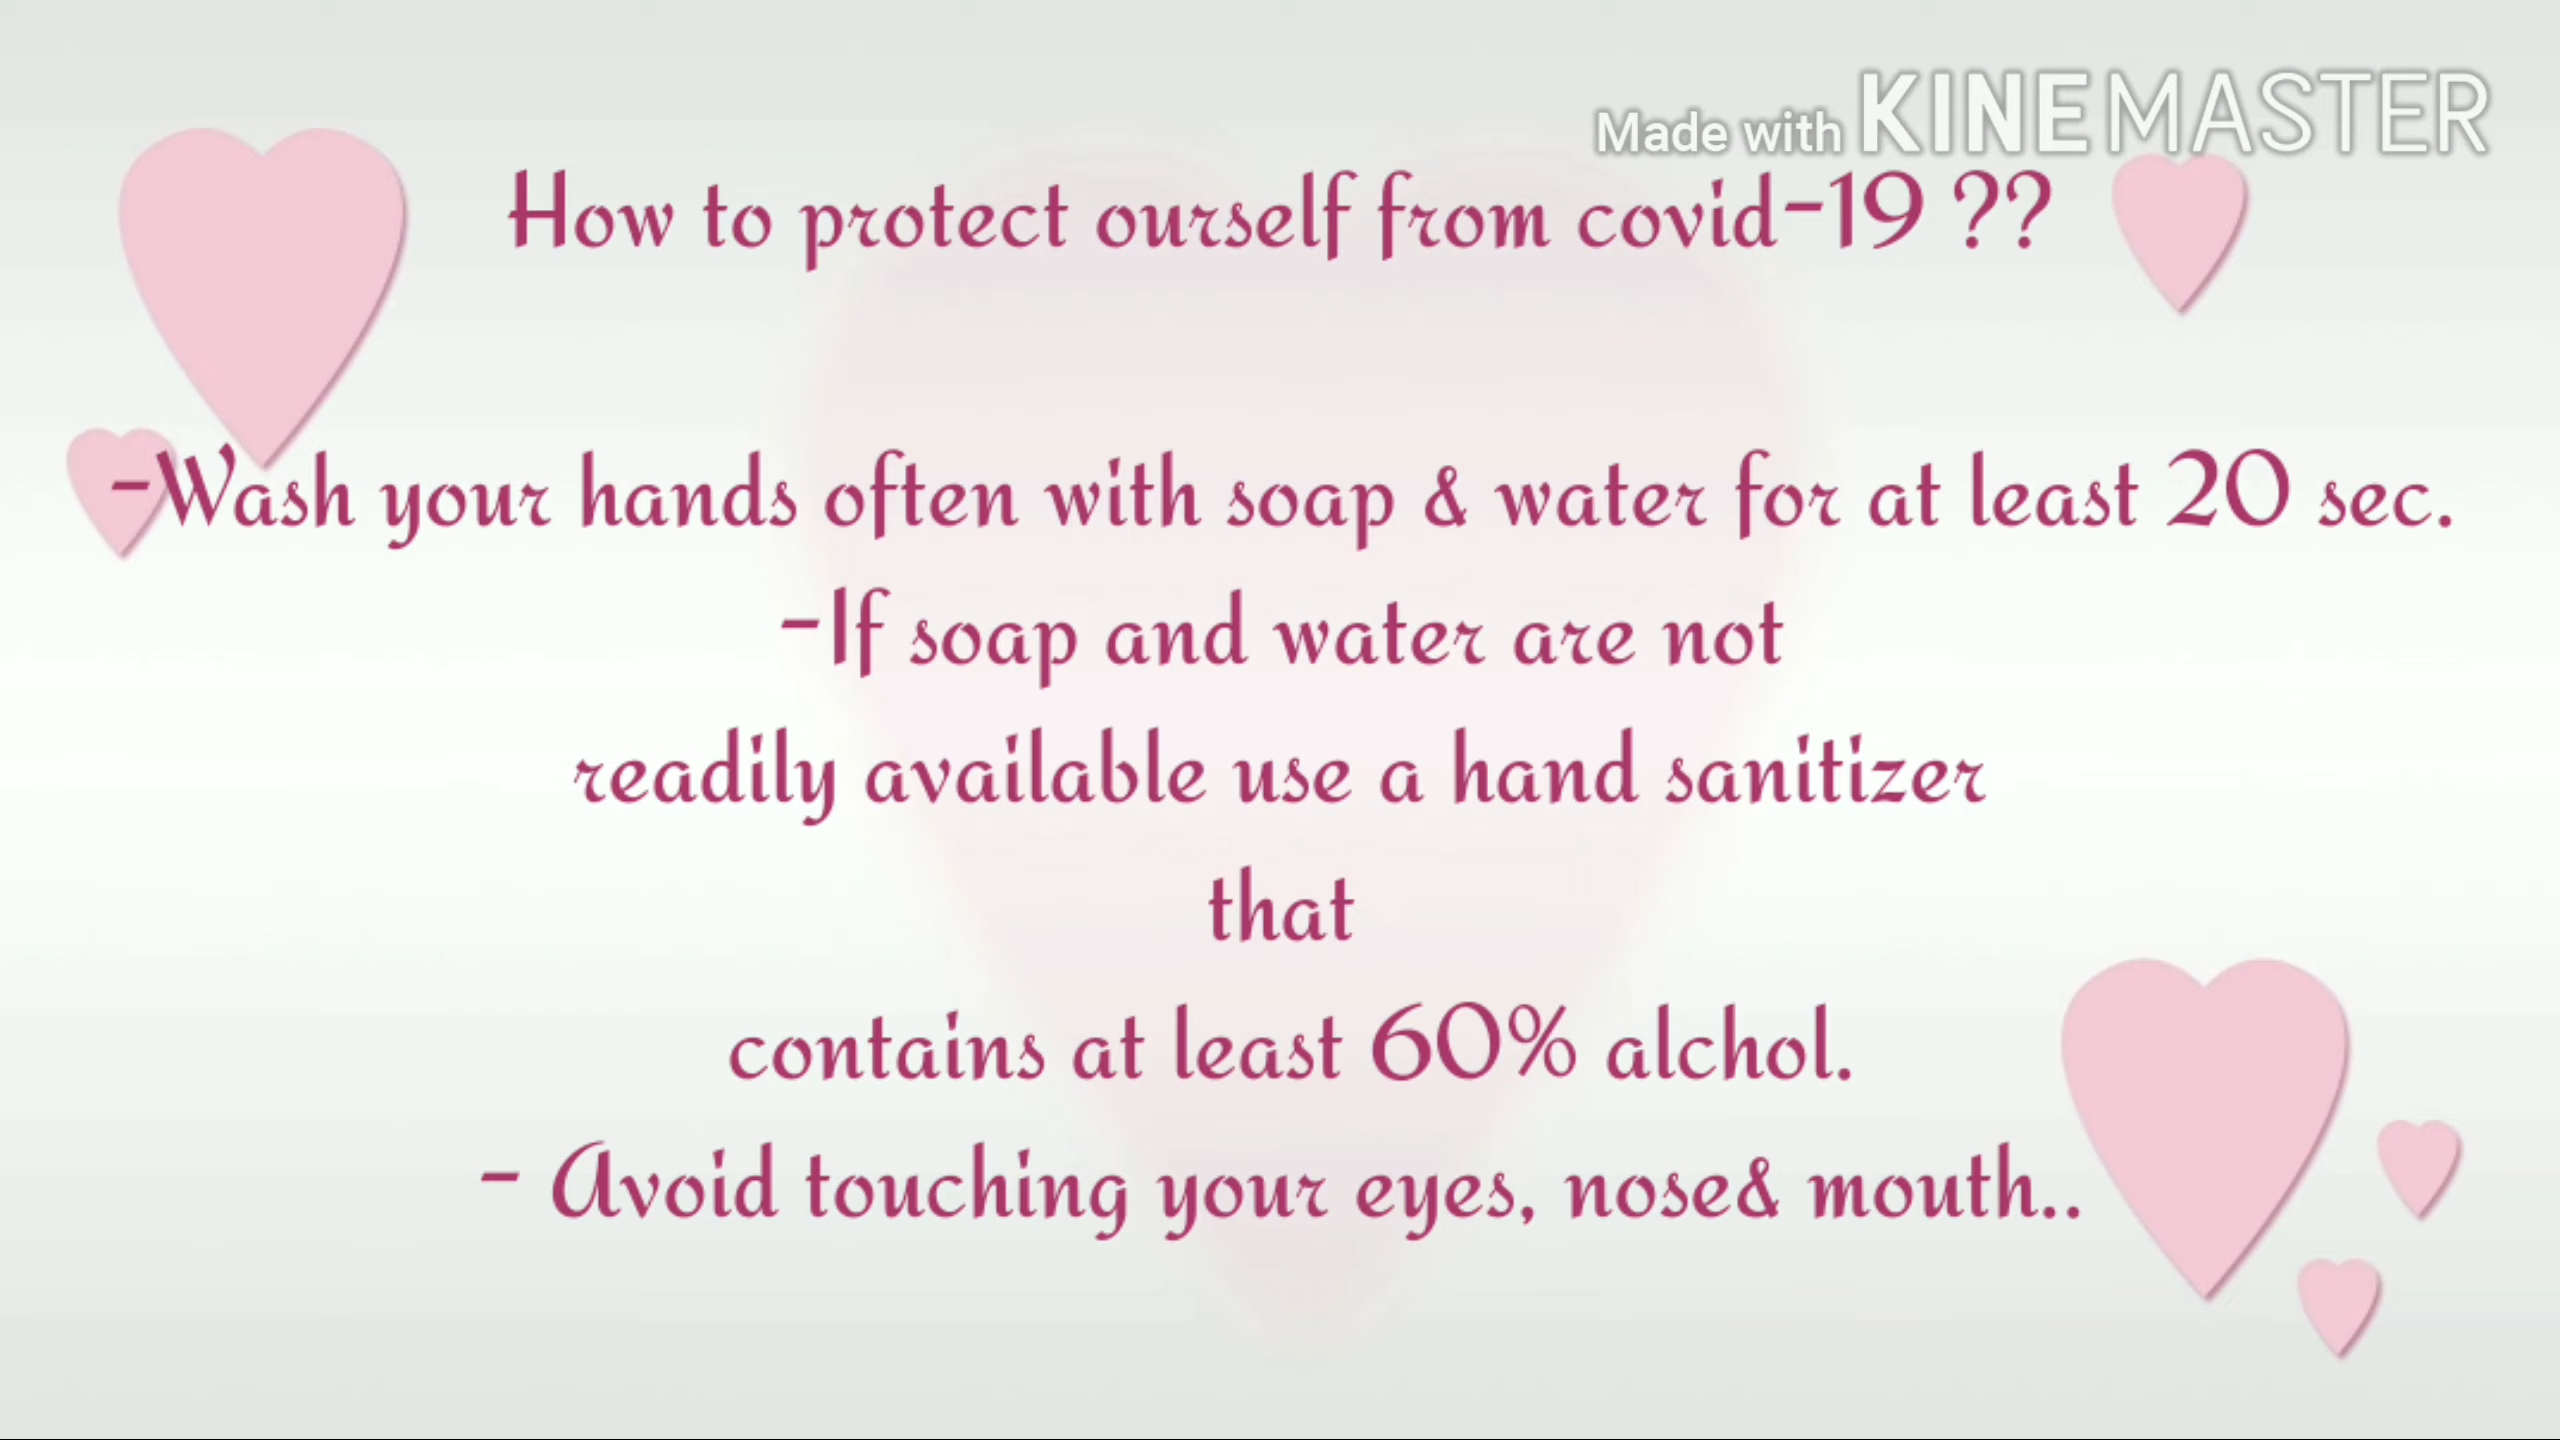 Made with KINEMASTER
How to protect ourself from covid-19 ??
-Wash your hands often with soap & water for at least 20 sec.
-If soap and water are not
readily available use a hand sanitizer
that
contains at least 60% alchol.
- Avoid touching your eyes, nose& mouth..